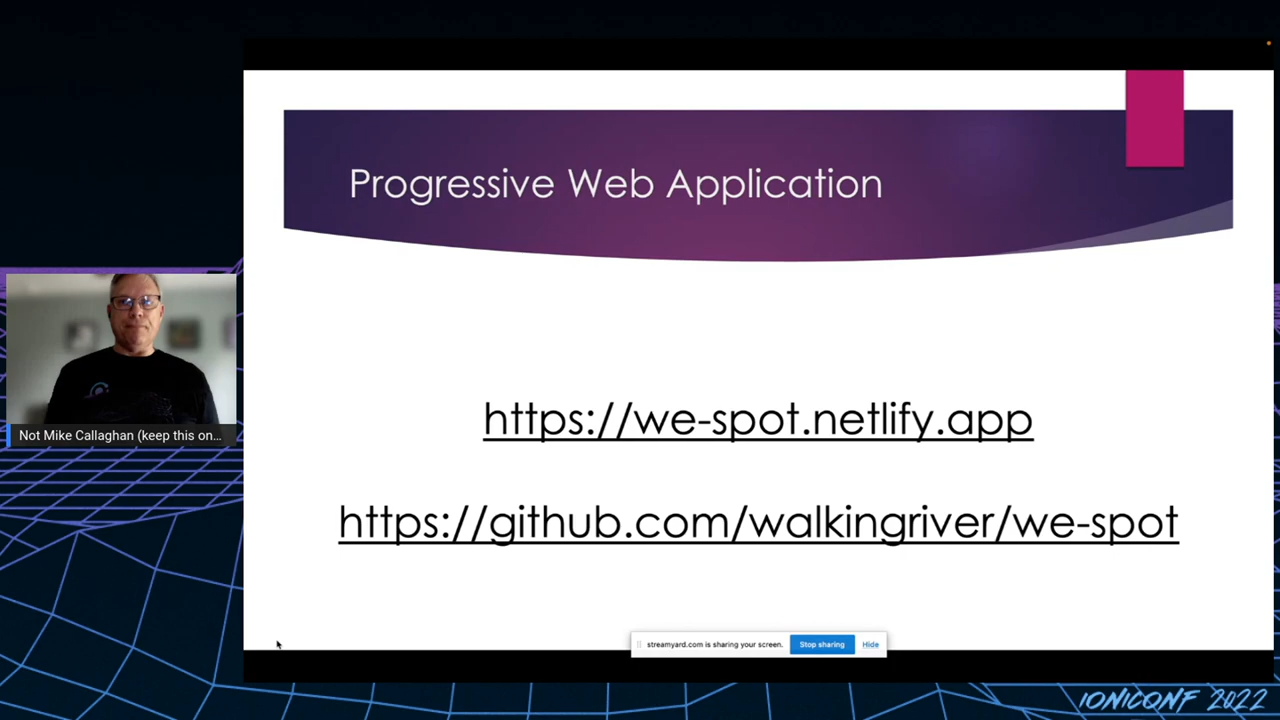 Progressive Web Application
https://we-spot.netlify.app
https://github.com/walkingriver/we-spot
Not Mike Callaghan (keep this on...
streamyard.com is sharing your screen. Stop sharing Hide
IONICONF 2022